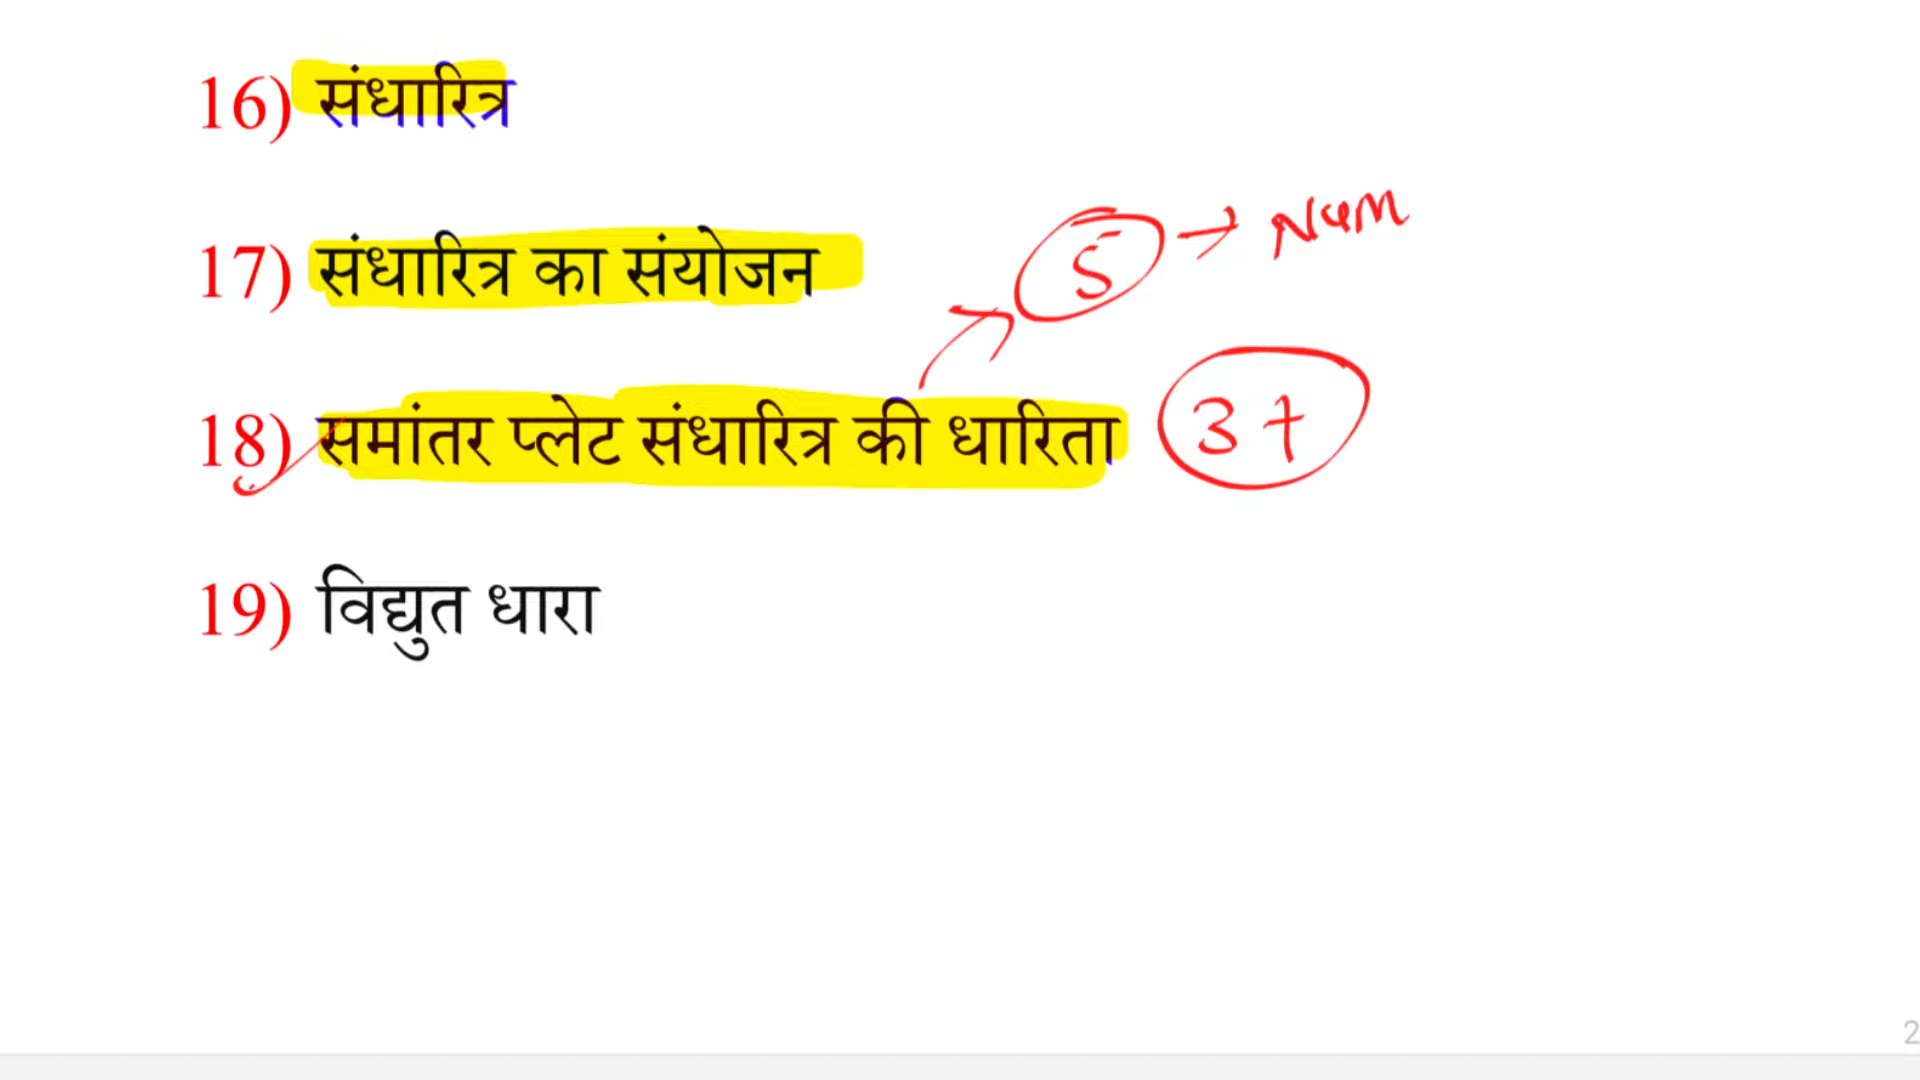 16) संधारित्र
17) संधारित्र का संयोजन
5 → Num
18) समांतर प्लेट संधारित्र की धारिता 3+
19) विद्युत धारा
2